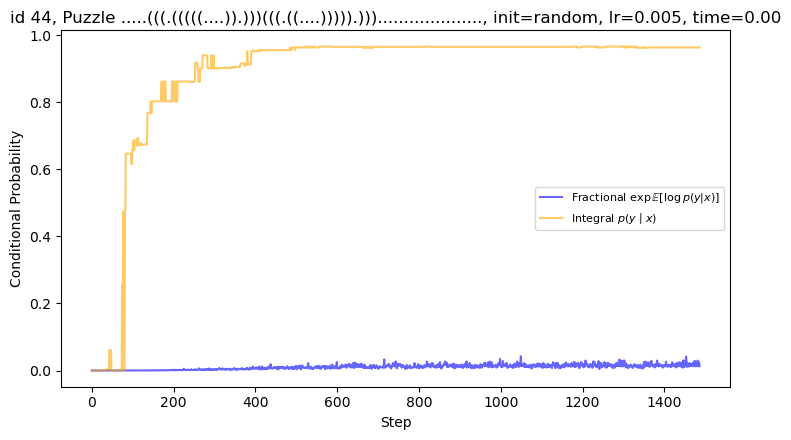 id 44, Puzzle .....(((.(((((....)).)))(((.((....))))).)))....................., init=random, lr=0.005, time=0.00
1.0
0.8
0.6
0.4
0.2
0.0
Conditional Probability
Fractional exp𝔼[log p(y|x)]
Integral p(y | x)
0
200
400
600
800
1000
1200
1400
Step